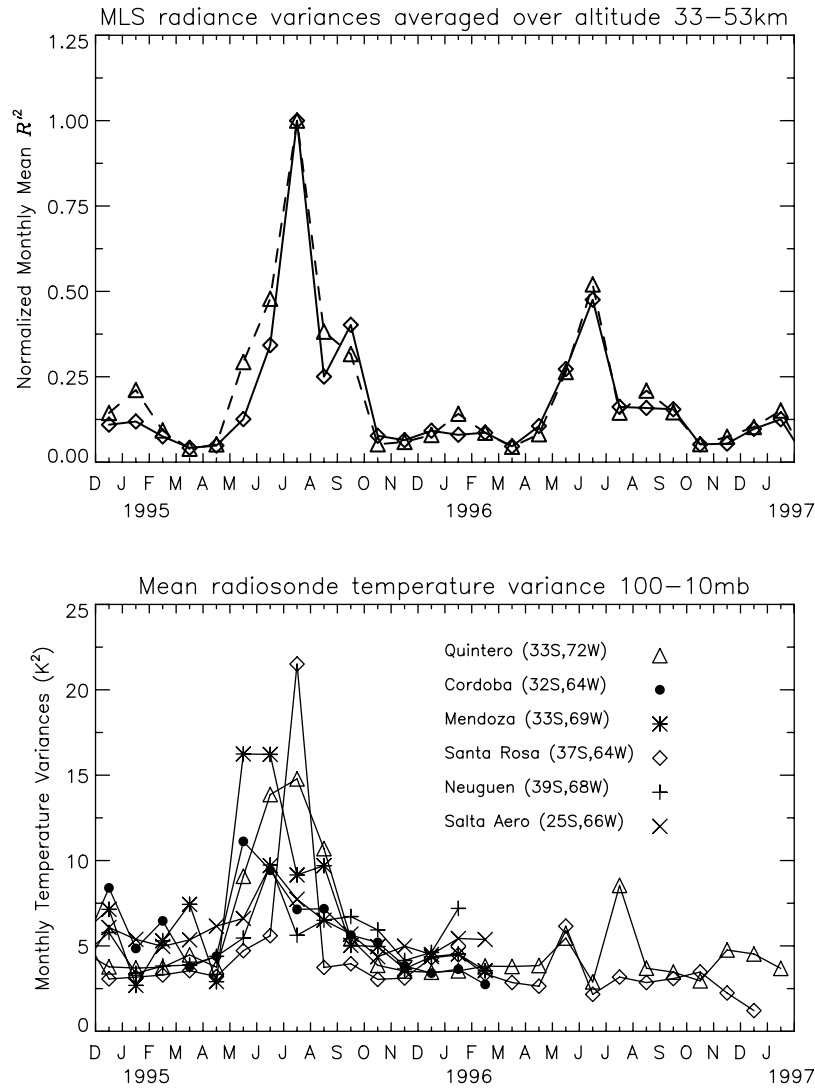 MLS radiance variances averaged over altitude 33–53km
Normalized Monthly Mean R'²
1.25
1.00
0.75
0.50
0.25
0.00
D J F M A M J J A S O N D J F M A M J J A S O N D J
1995 1996 1997
Mean radiosonde temperature variance 100–10mb
Monthly Temperature Variances (K²)
25
20
15
10
5
0
Quintero (33S,72W)
Cordoba (32S,64W)
Mendoza (33S,69W)
Santa Rosa (37S,64W)
Neuguen (39S,68W)
Salta Aero (25S,66W)
D J F M A M J J A S O N D J F M A M J J A S O N D J
1995 1996 1997